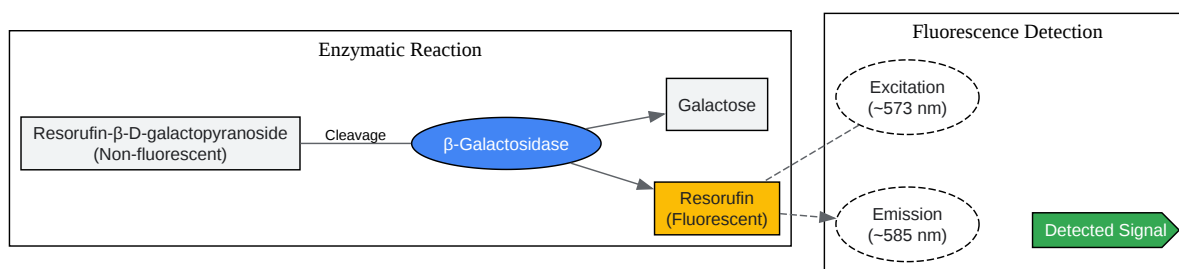 Enzymatic Reaction
Fluorescence Detection
Resorufin-β-D-galactopyranoside
(Non-fluorescent)
Cleavage
β-Galactosidase
Galactose
Resorufin
(Fluorescent)
Excitation
(~573 nm)
Emission
(~585 nm)
Detected Signal